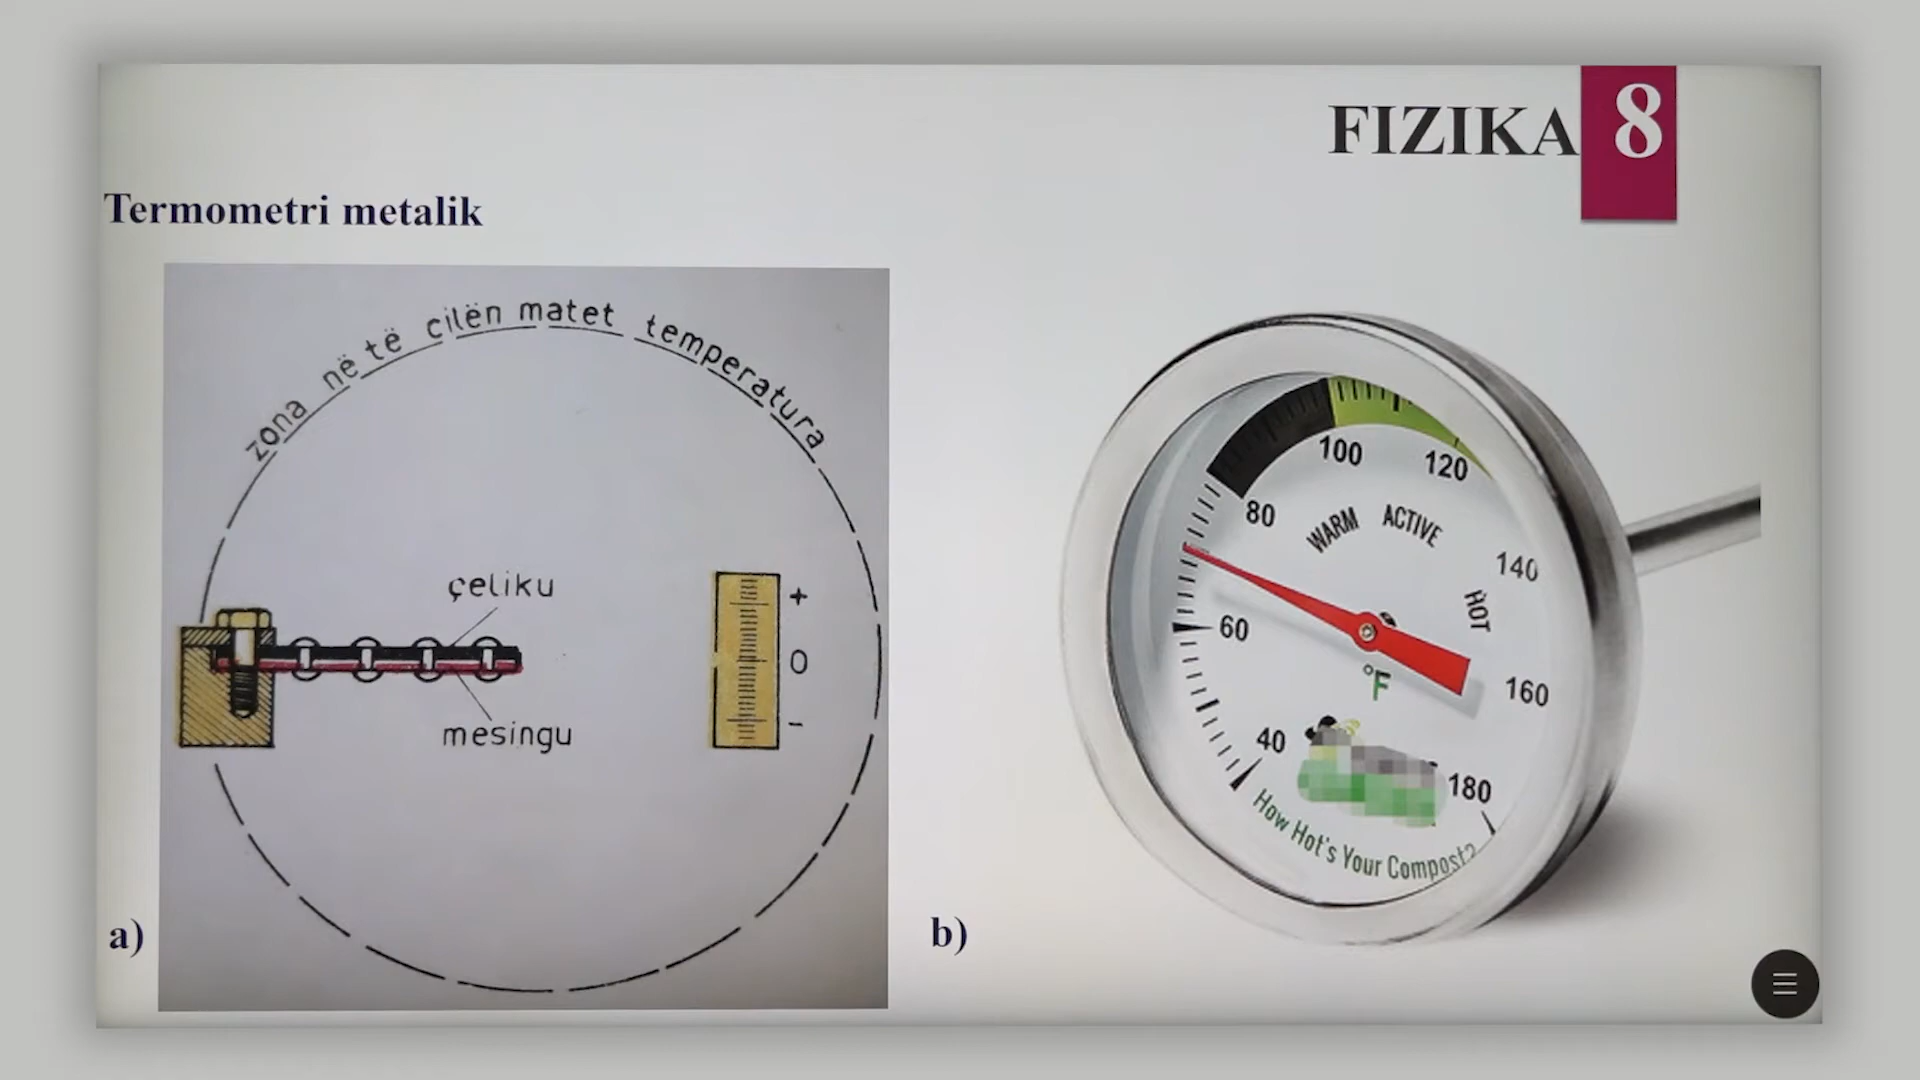 FIZIKA 8
Termometri metalik
zona në të cilën matet temperatura
çeliku
mesingu
+
0
-
a)
100
120
80
WARM
ACTIVE
140
HOT
60
°F
160
40
180
How Hot's Your Compost?
b)